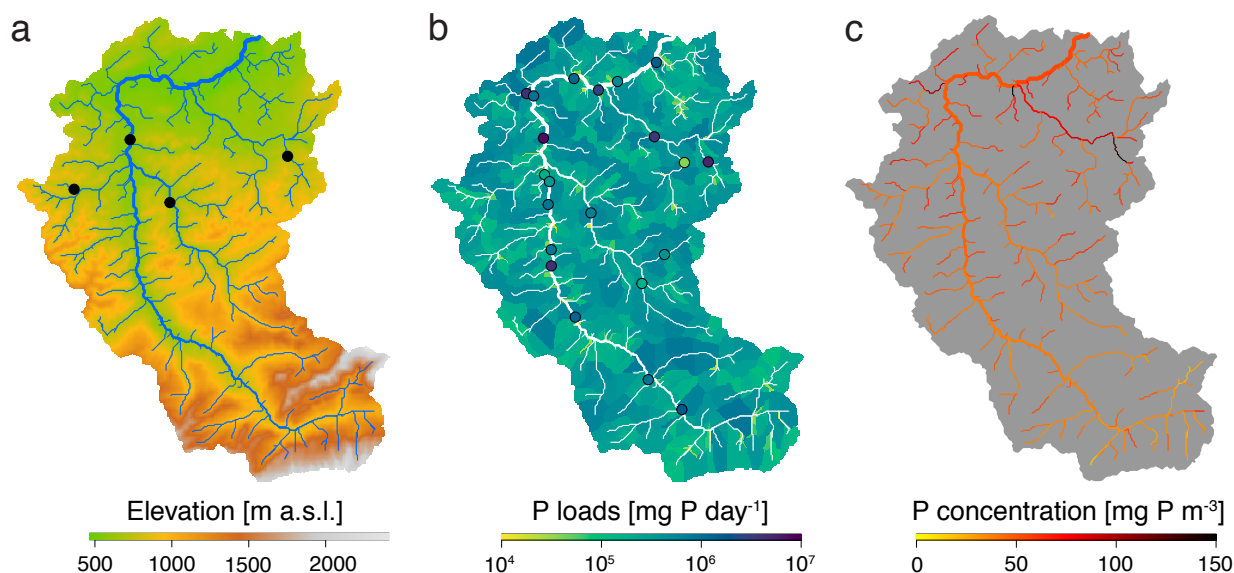 a
b
c
Elevation [m a.s.l.]
500 1000 1500 2000
P loads [mg P day⁻¹]
10⁴ 10⁵ 10⁶ 10⁷
P concentration [mg P m⁻³]
0 50 100 150